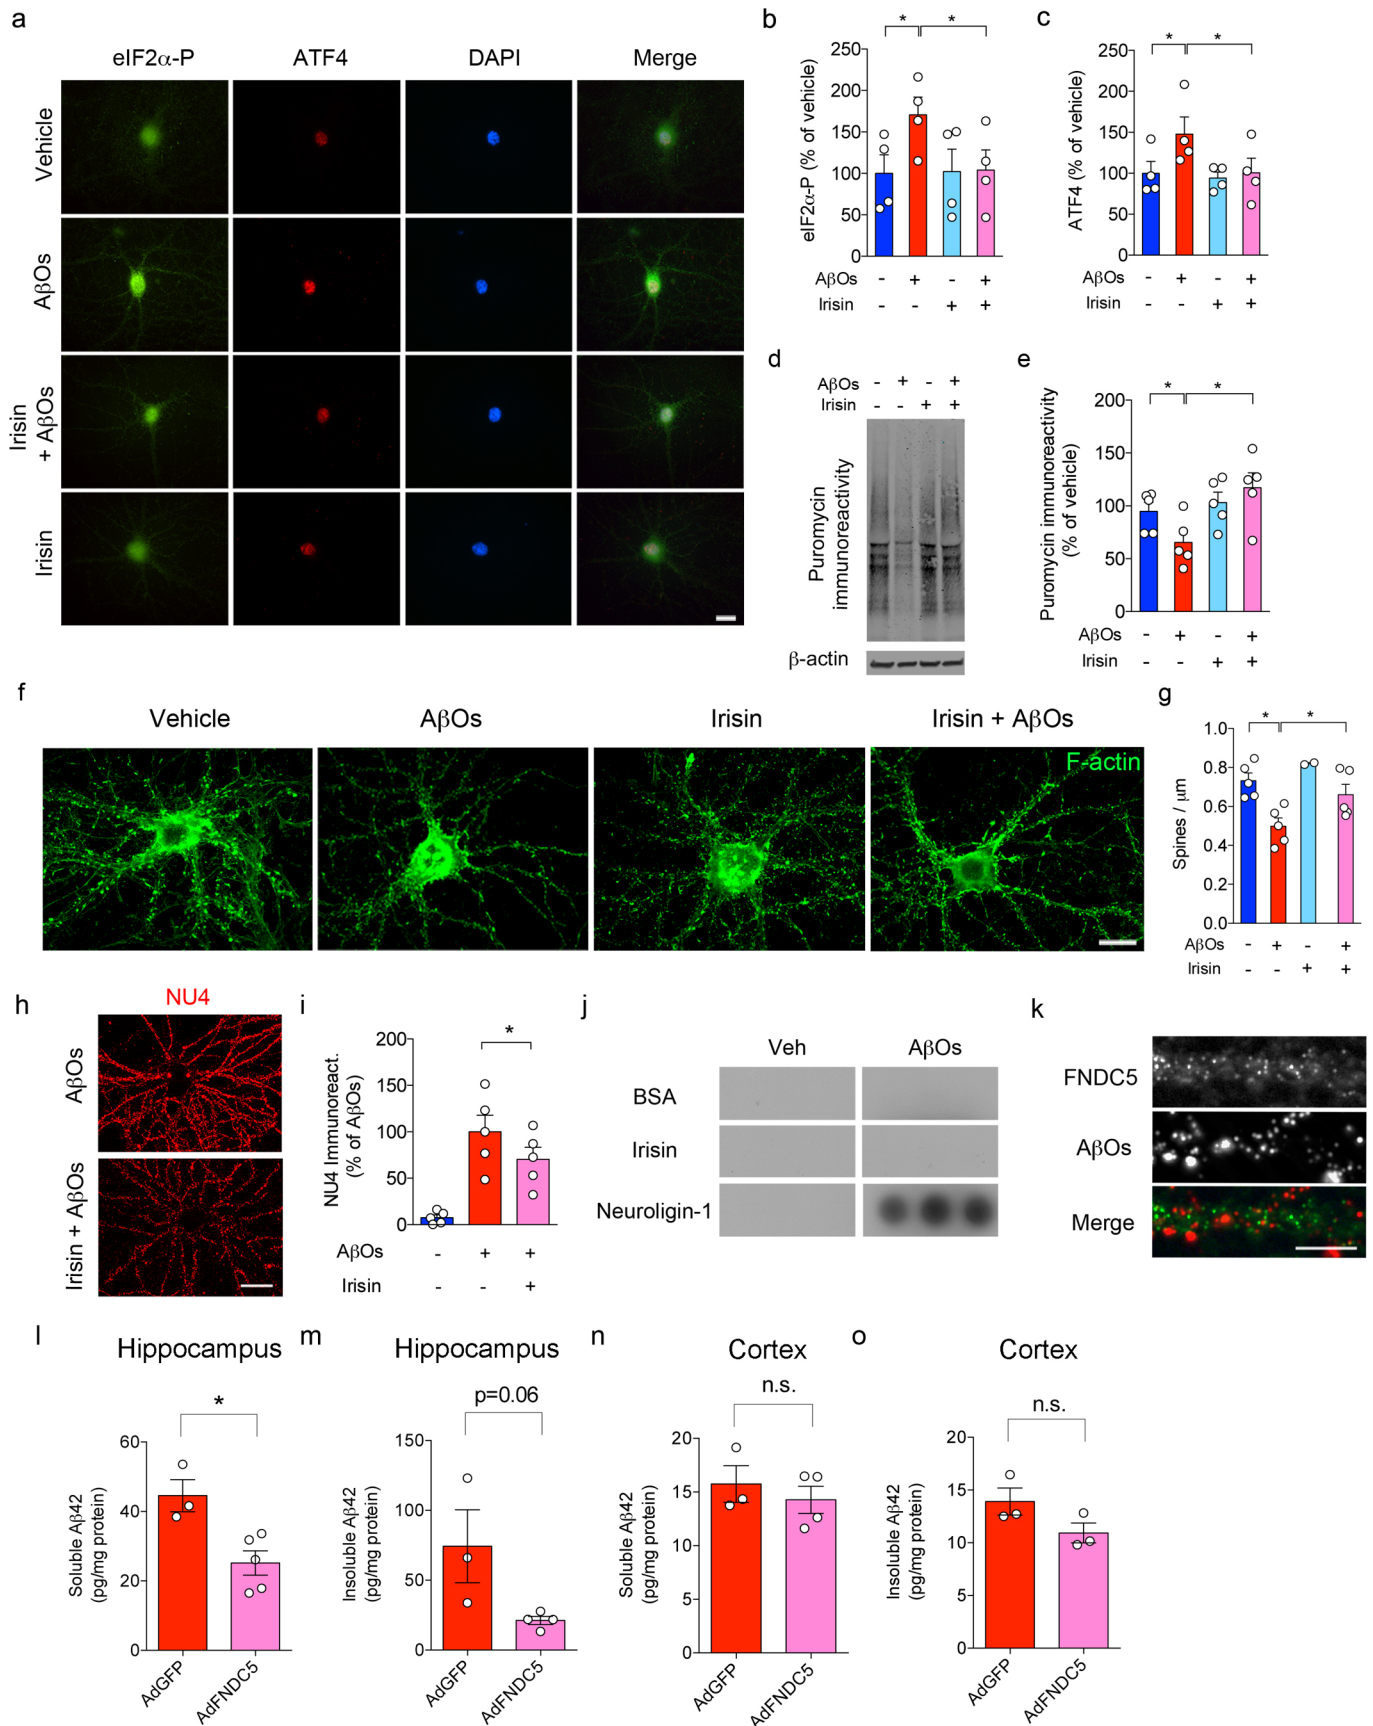 a
eIF2α-P ATF4 DAPI Merge
Vehicle
AβOs
Irisin
+ AβOs
Irisin
b
* *
eIF2α-P (% of vehicle)
250
200
150
100
50
0
AβOs - + - +
Irisin - - + +
c
* *
ATF4 (% of vehicle)
250
200
150
100
50
0
AβOs - + - +
Irisin - - + +
d
AβOs - + - +
Irisin - - + +
Puromycin
immunoreactivity
β-actin
e
* *
Puromycin immunoreactivity
(% of vehicle)
200
150
100
50
0
AβOs - + - +
Irisin - - + +
f
Vehicle AβOs Irisin Irisin + AβOs
F-actin
g
* *
Spines / μm
1.0
0.8
0.6
0.4
0.2
0.0
AβOs - + - +
Irisin - - + +
h
NU4
AβOs
Irisin + AβOs
i
*
NU4 Immunoreact.
(% of AβOs)
200
150
100
50
0
AβOs - + +
Irisin - - +
j
Veh AβOs
BSA
Irisin
Neuroligin-1
k
FNDC5
AβOs
Merge
l
Hippocampus
*
Soluble Aβ42
(pg/mg protein)
60
40
20
0
AdGFP AdFNDC5
m
Hippocampus
p=0.06
Insoluble Aβ42
(pg/mg protein)
150
100
50
0
AdGFP AdFNDC5
n
Cortex
n.s.
Soluble Aβ42
(pg/mg protein)
20
15
10
5
0
AdGFP AdFNDC5
o
Cortex
n.s.
Insoluble Aβ42
(pg/mg protein)
20
15
10
5
0
AdGFP AdFNDC5